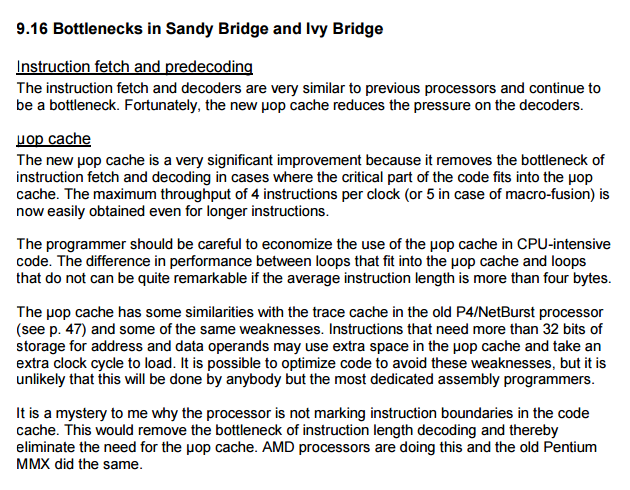 9.16 Bottlenecks in Sandy Bridge and Ivy Bridge
Instruction fetch and predecoding
The instruction fetch and decoders are very similar to previous processors and continue to
be a bottleneck. Fortunately, the new µop cache reduces the pressure on the decoders.
µop cache
The new µop cache is a very significant improvement because it removes the bottleneck of
instruction fetch and decoding in cases where the critical part of the code fits into the µop
cache. The maximum throughput of 4 instructions per clock (or 5 in case of macro-fusion) is
now easily obtained even for longer instructions.
The programmer should be careful to economize the use of the µop cache in CPU-intensive
code. The difference in performance between loops that fit into the µop cache and loops
that do not can be quite remarkable if the average instruction length is more than four bytes.
The µop cache has some similarities with the trace cache in the old P4/NetBurst processor
(see p. 47) and some of the same weaknesses. Instructions that need more than 32 bits of
storage for address and data operands may use extra space in the µop cache and take an
extra clock cycle to load. It is possible to optimize code to avoid these weaknesses, but it is
unlikely that this will be done by anybody but the most dedicated assembly programmers.
It is a mystery to me why the processor is not marking instruction boundaries in the code
cache. This would remove the bottleneck of instruction length decoding and thereby
eliminate the need for the µop cache. AMD processors are doing this and the old Pentium
MMX did the same.